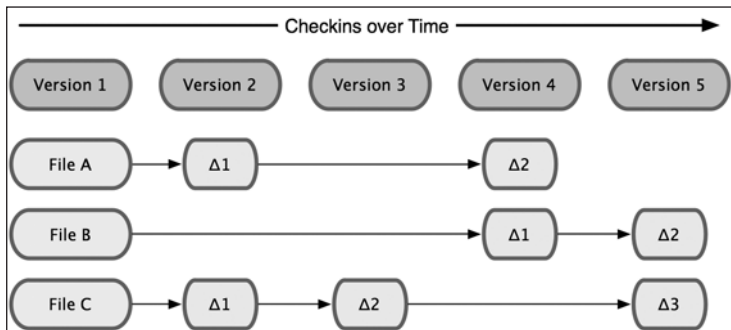 Checkins over Time
Version 1 Version 2 Version 3 Version 4 Version 5
File A Δ1 Δ2
File B Δ1 Δ2
File C Δ1 Δ2 Δ3